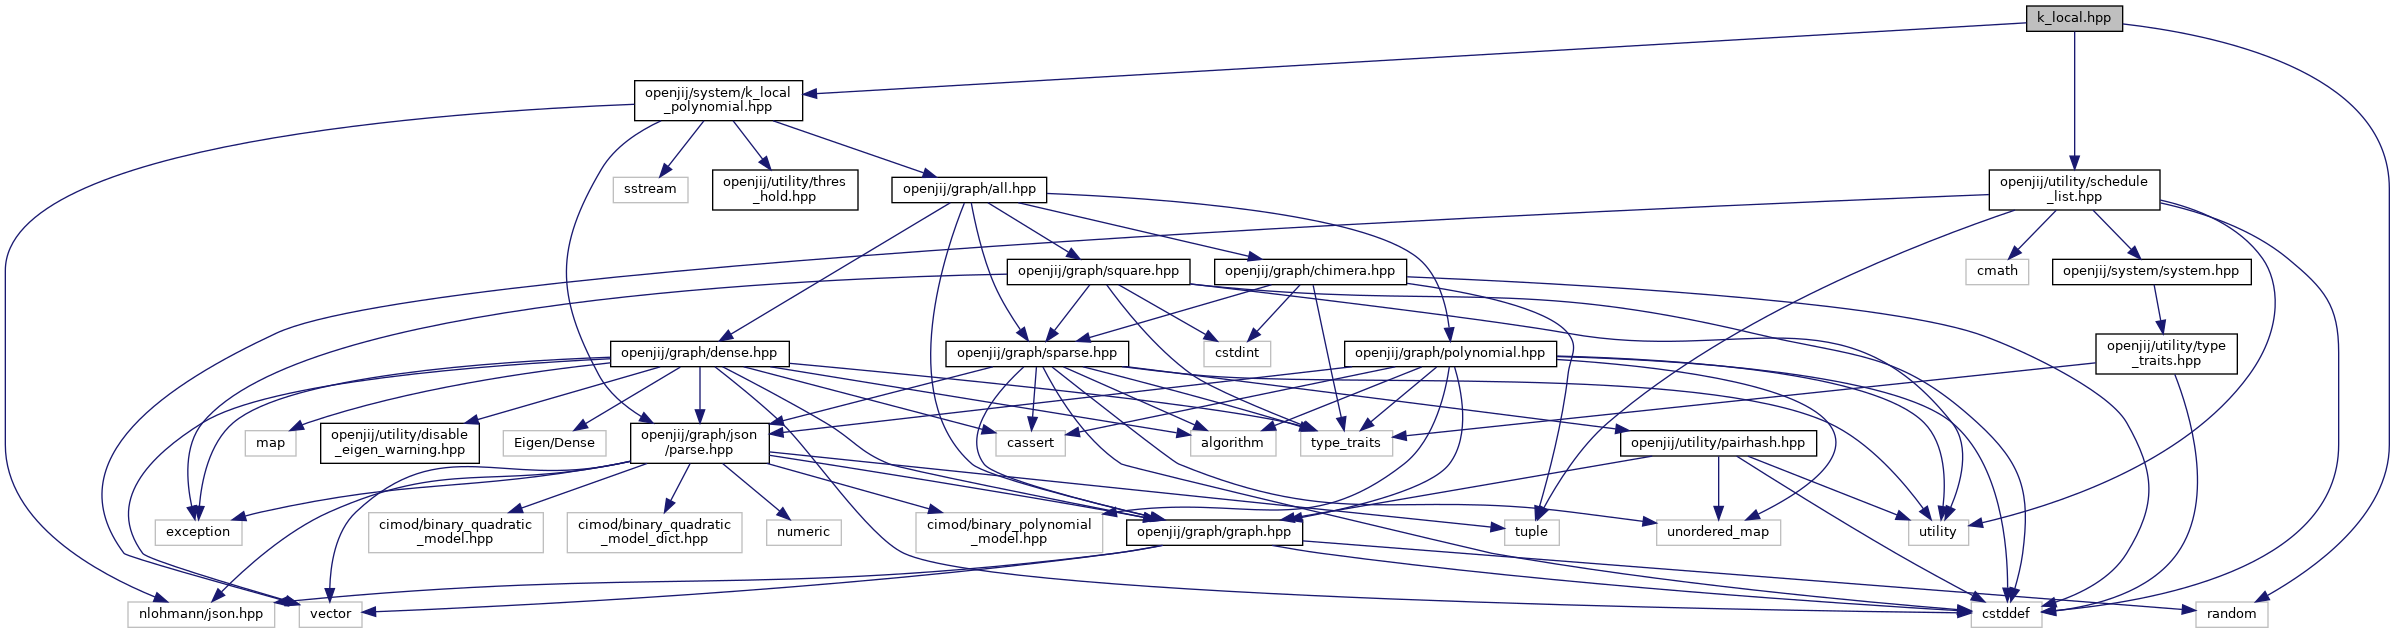 k_local.hpp
openjij/system/k_local
_polynomial.hpp
sstream
openjij/utility/thres
_hold.hpp
openjij/graph/all.hpp
openjij/utility/schedule
_list.hpp
openjij/graph/square.hpp
openjij/graph/chimera.hpp
cmath
openjij/system/system.hpp
openjij/graph/dense.hpp
openjij/graph/sparse.hpp
cstdint
openjij/graph/polynomial.hpp
openjij/utility/type
_traits.hpp
map
openjij/utility/disable
_eigen_warning.hpp
Eigen/Dense
openjij/graph/json
/parse.hpp
cassert
algorithm
type_traits
openjij/utility/pairhash.hpp
exception
cimod/binary_quadratic
_model.hpp
cimod/binary_quadratic
_model_dict.hpp
numeric
cimod/binary_polynomial
_model.hpp
openjij/graph/graph.hpp
tuple
unordered_map
utility
nlohmann/json.hpp
vector
cstddef
random